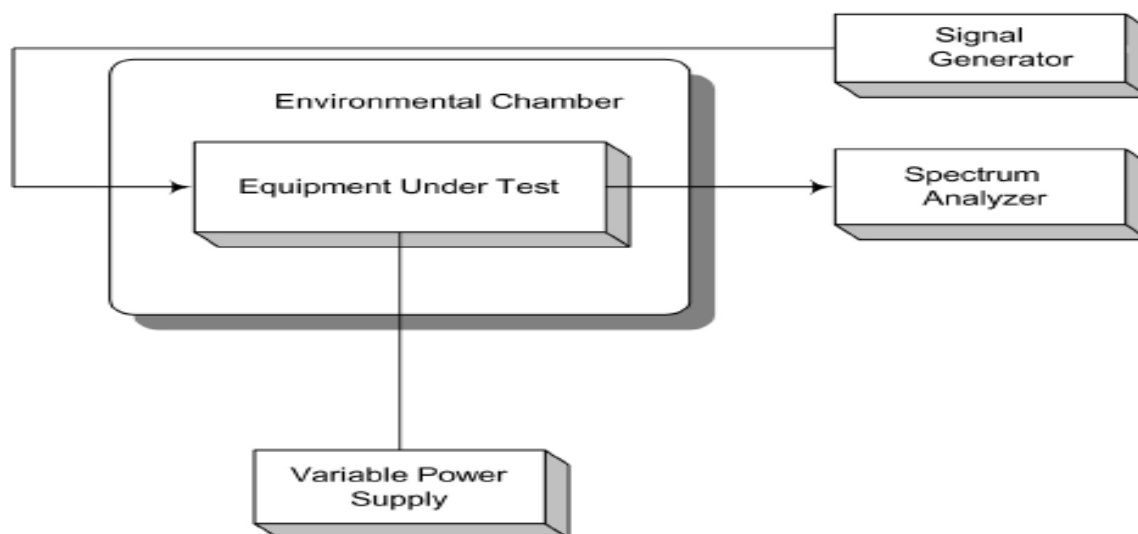 Signal
Generator
Environmental Chamber
Equipment Under Test
Spectrum
Analyzer
Variable Power
Supply